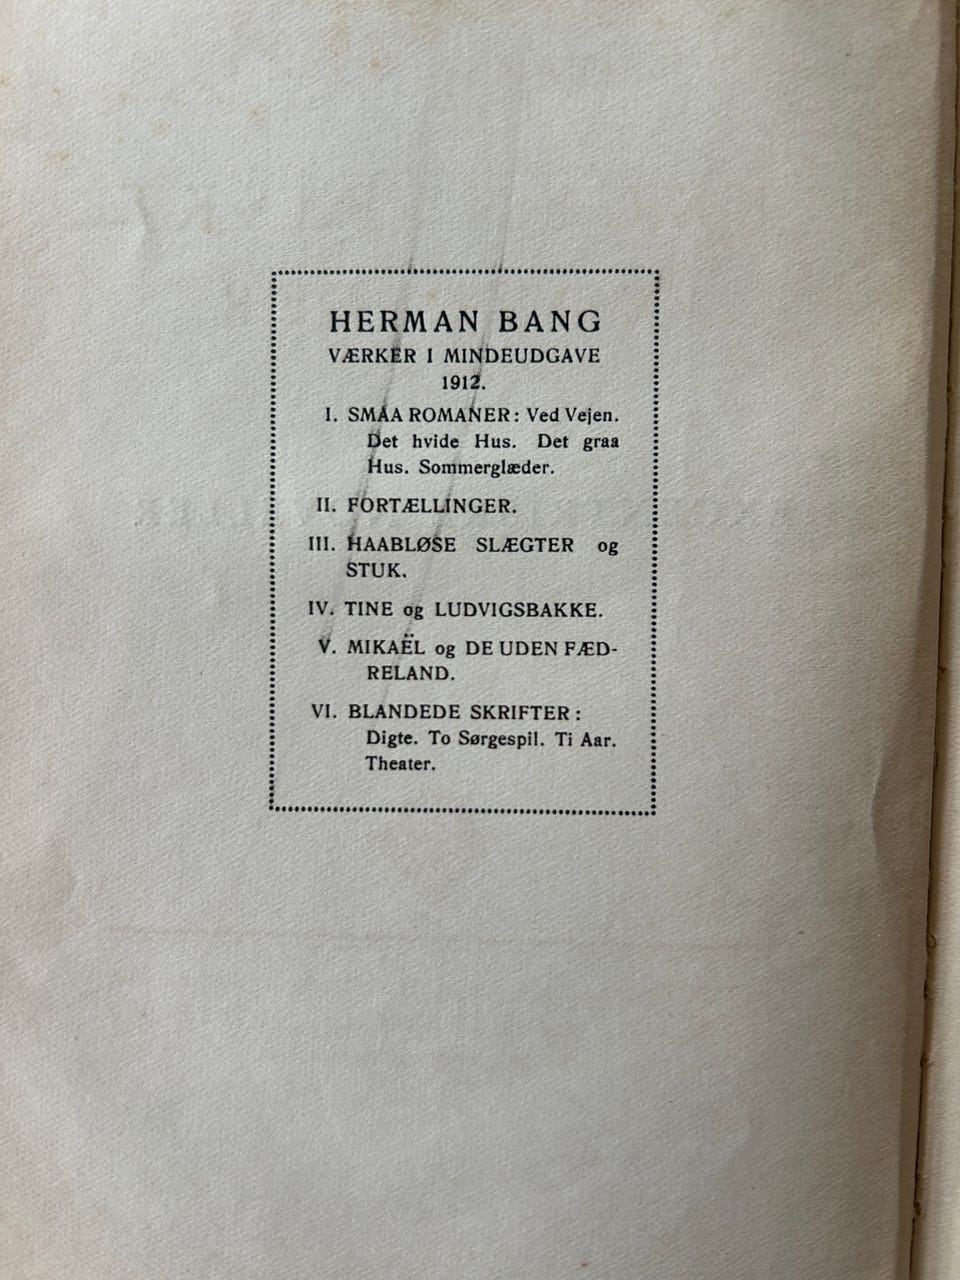 HERMAN BANG
VÆRKER I MINDEUDGAVE
1912.
I. SMAA ROMANER: Ved Vejen.
Det hvide Hus. Det graa
Hus. Sommerglæder.
II. FORTÆLLINGER.
III. HAABLØSE SLÆGTER og
STUK.
IV. TINE og LUDVIGSBAKKE.
V. MIKAËL og DE UDEN FÆD-
RELAND.
VI. BLANDEDE SKRIFTER:
Digte. To Sørgespil. Ti Aar.
Theater.